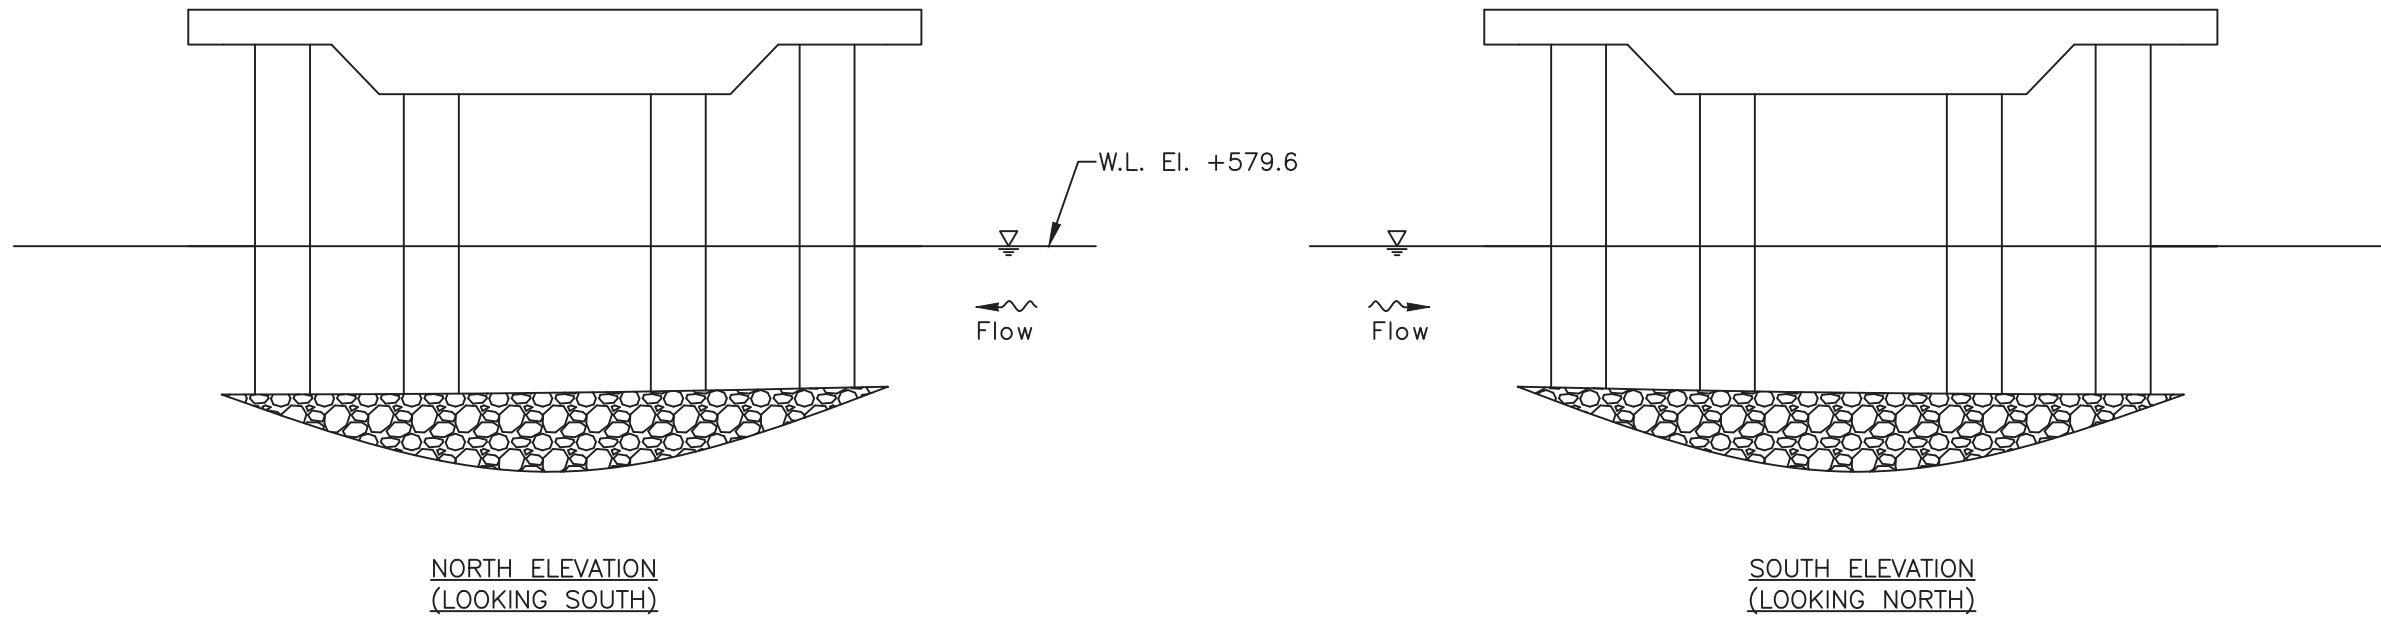 W.L. El. +579.6
Flow
Flow
NORTH ELEVATION
(LOOKING SOUTH)
SOUTH ELEVATION
(LOOKING NORTH)